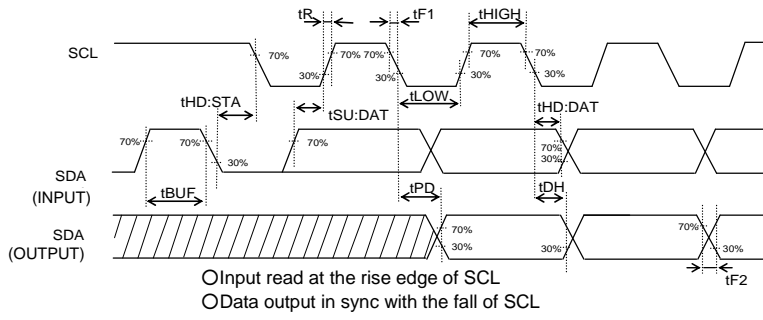 tR tF1 tHIGH
SCL 70% 70% 70% 70% 70%
30% 30% 30% 30%
tHD:STA tSU:DAT tLOW tHD:DAT
70% 70% 70% 70%
30% 30%
SDA
(INPUT)
tBUF tPD tDH
SDA
(OUTPUT)
70% 70%
30% 30% 30%
tF2
○Input read at the rise edge of SCL
○Data output in sync with the fall of SCL